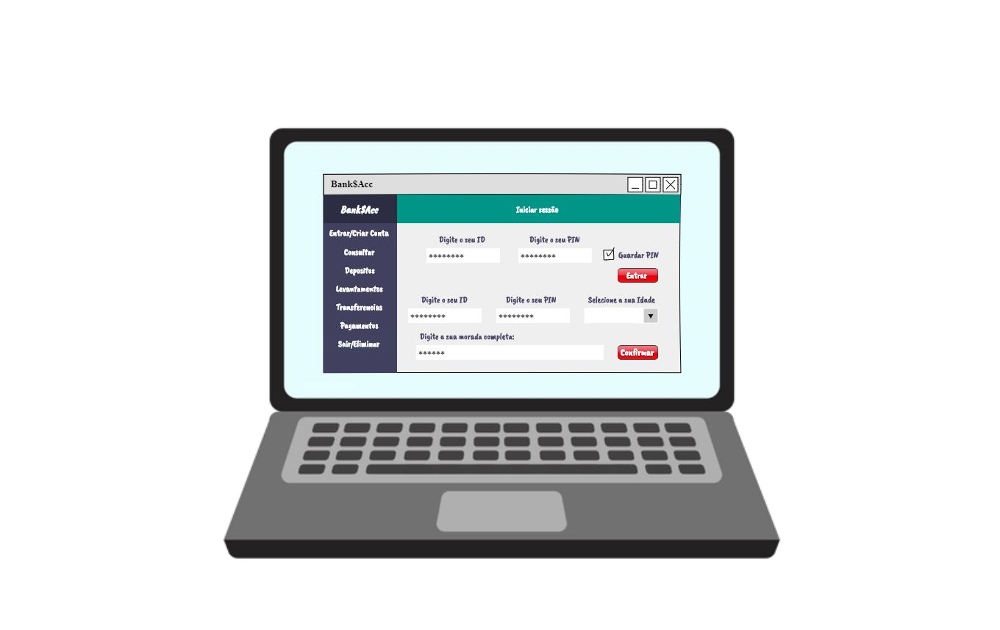 Bank$Acc
Bank$Acc
Iniciar sessão
Entrar/Criar Conta
Consultar
Depositos
Levantamentos
Transferencias
Pagamentos
Sair/Eliminar
Digite o seu ID
Digite o seu PIN
********
********
Guardar PIN
Entrar
Digite o seu ID
Digite o seu PIN
Selecione a sua Idade
********
********
Digite a sua morada completa:
******
Confirmar